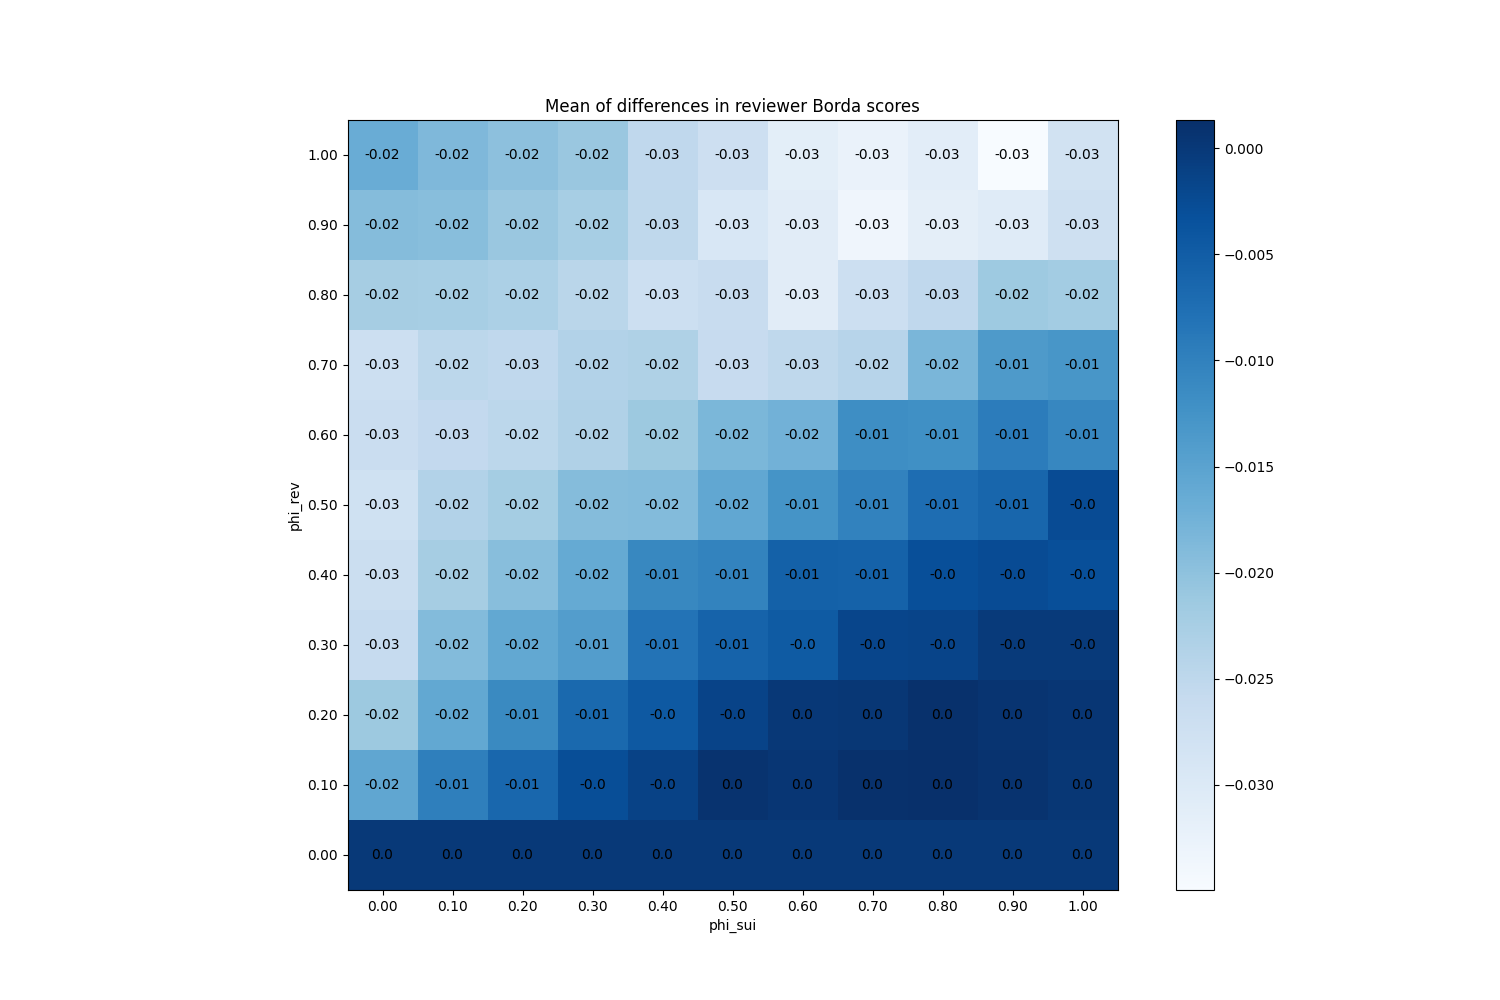 Mean of differences in reviewer Borda scores
1.00 -0.02 -0.02 -0.02 -0.02 -0.03 -0.03 -0.03 -0.03 -0.03 -0.03 -0.03
0.90 -0.02 -0.02 -0.02 -0.02 -0.03 -0.03 -0.03 -0.03 -0.03 -0.03 -0.03
0.80 -0.02 -0.02 -0.02 -0.02 -0.03 -0.03 -0.03 -0.03 -0.03 -0.02 -0.02
0.70 -0.03 -0.02 -0.03 -0.02 -0.02 -0.03 -0.03 -0.02 -0.02 -0.01 -0.01
0.60 -0.03 -0.03 -0.02 -0.02 -0.02 -0.02 -0.02 -0.01 -0.01 -0.01 -0.01
0.50 -0.03 -0.02 -0.02 -0.02 -0.02 -0.02 -0.01 -0.01 -0.01 -0.01 -0.0
0.40 -0.03 -0.02 -0.02 -0.02 -0.01 -0.01 -0.01 -0.01 -0.0 -0.0 -0.0
0.30 -0.03 -0.02 -0.02 -0.01 -0.01 -0.01 -0.0 -0.0 -0.0 -0.0 -0.0
0.20 -0.02 -0.02 -0.01 -0.01 -0.0 -0.0 0.0 0.0 0.0 0.0 0.0
0.10 -0.02 -0.01 -0.01 -0.0 -0.0 0.0 0.0 0.0 0.0 0.0 0.0
0.00 0.0 0.0 0.0 0.0 0.0 0.0 0.0 0.0 0.0 0.0 0.0
0.00 0.10 0.20 0.30 0.40 0.50 0.60 0.70 0.80 0.90 1.00
phi_sui
phi_rev
0.000
−0.005
−0.010
−0.015
−0.020
−0.025
−0.030